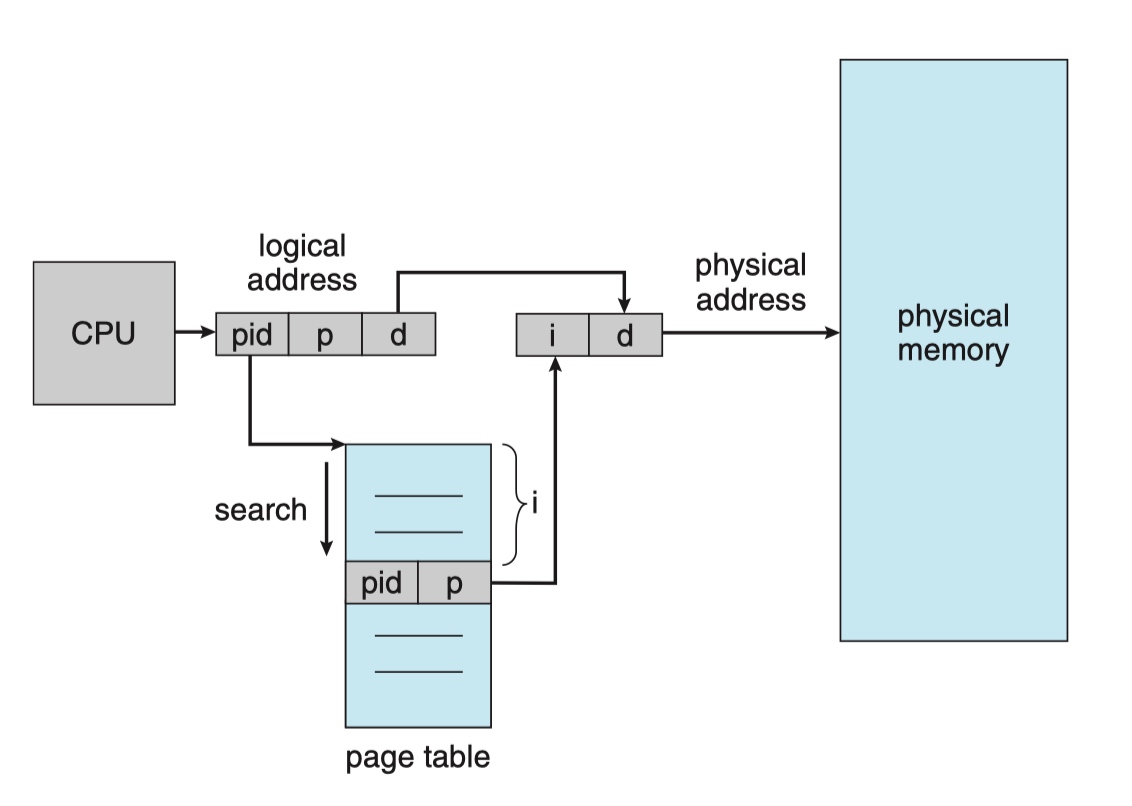 logical
address
physical
address
CPU
pid p d
i d
physical
memory
search
i
pid p
page table